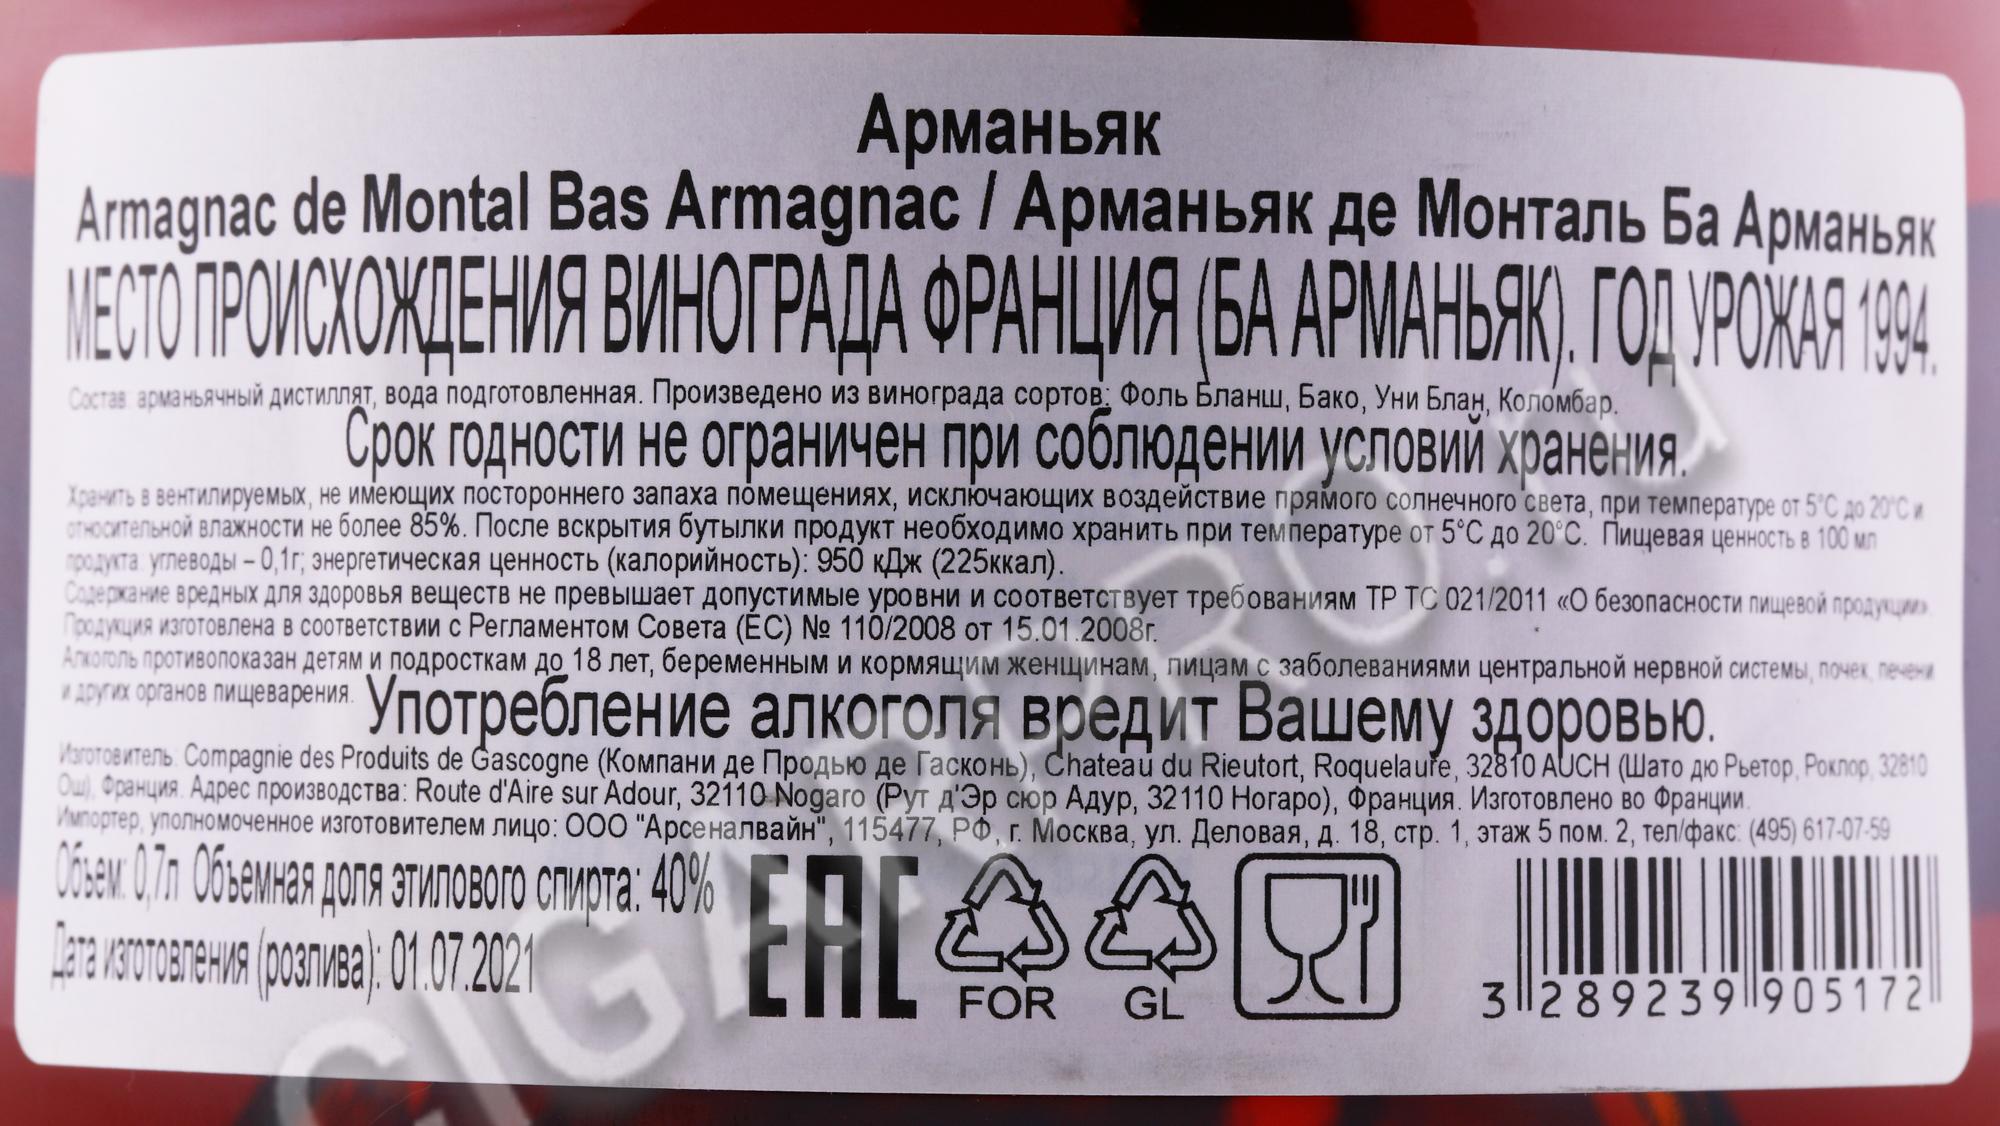 Арманьяк
Armagnac de Montal Bas Armagnac / Арманьяк де Монталь Ба Арманьяк
МЕСТО ПРОИСХОЖДЕНИЯ ВИНОГРАДА ФРАНЦИЯ (БА АРМАНЬЯК). ГОД УРОЖАЯ 1994.
Состав: арманьячный дистиллят, вода подготовленная. Произведено из винограда сортов: Фоль Бланш, Бако, Уни Блан, Коломбар.
Срок годности не ограничен при соблюдении условий хранения.
Хранить в вентилируемых, не имеющих постороннего запаха помещениях, исключающих воздействие прямого солнечного света, при температуре от 5°С до 20°С и
относительной влажности не более 85%. После вскрытия бутылки продукт необходимо хранить при температуре от 5°С до 20°С. Пищевая ценность в 100 мл
продукта: углеводы – 0,1г; энергетическая ценность (калорийность): 950 кДж (225ккал).
Содержание вредных для здоровья веществ не превышает допустимые уровни и соответствует требованиям ТР ТС 021/2011 «О безопасности пищевой продукции»
Продукция изготовлена в соответствии с Регламентом Совета (ЕС) № 110/2008 от 15.01.2008г.
Алкоголь противопоказан детям и подросткам до 18 лет, беременным и кормящим женщинам, лицам с заболеваниями центральной нервной системы, почек, печени
и других органов пищеварения.
Употребление алкоголя вредит Вашему здоровью.
Изготовитель: Compagnie des Produits de Gascogne (Компани де Продью де Гасконь), Chateau du Rieutort, Roquelaure, 32810 AUCH (Шато дю Рьетор, Роклор, 32810
Ош), Франция. Адрес производства: Route d'Aire sur Adour, 32110 Nogaro (Рут д'Эр сюр Адур, 32110 Ногаро), Франция. Изготовлено во Франции.
Импортер, уполномоченное изготовителем лицо: ООО "Арсеналвайн", 115477, РФ, г. Москва, ул. Деловая, д. 18, стр. 1, этаж 5 пом. 2, тел/факс: (495) 617-07-59
Объем: 0,7л Объемная доля этилового спирта: 40%
Дата изготовления (розлива): 01.07.2021
EAC
FOR
GL
3 289239 905172
CIGARPRO.ru